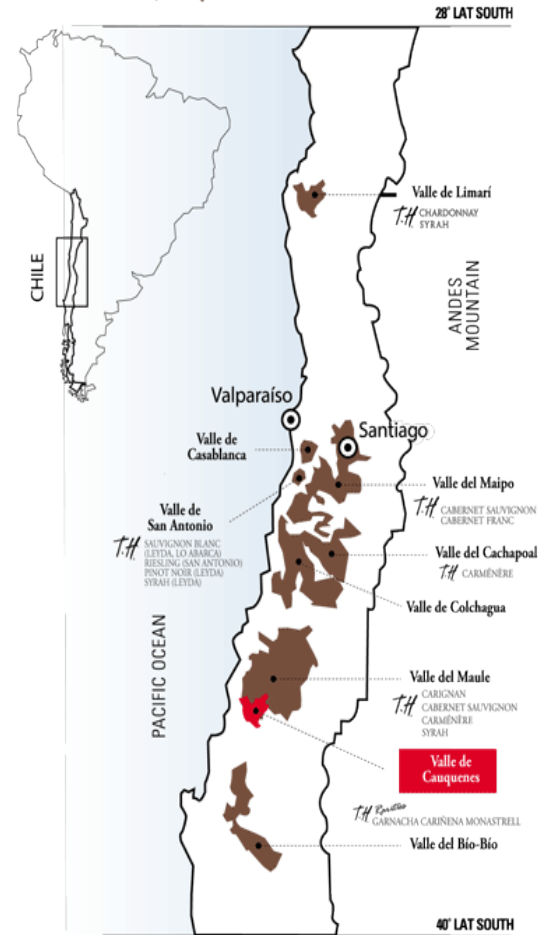 28° LAT SOUTH
CHILE
Valle de Limarí
T.H.
CHARDONNAY
SYRAH
ANDES
MOUNTAIN
Valparaíso
Santiago
Valle de
Casablanca
Valle del Maipo
T.H.
CABERNET SAUVIGNON
CABERNET FRANC
Valle de
San Antonio
T.H.
SAUVIGNON BLANC
(LEYDA, LO ABARCA)
RIESLING (SAN ANTONIO)
PINOT NOIR (LEYDA)
SYRAH (LEYDA)
Valle del Cachapoal
T.H.
CARMÉNÈRE
Valle de Colchagua
PACIFIC OCEAN
Valle del Maule
T.H.
CARIGNAN
CABERNET SAUVIGNON
CARMÉNÈRE
SYRAH
Valle de
Cauquenes
T.H.
GARNACHA CARIÑENA MONASTRELL
Valle del Bío-Bío
40° LAT SOUTH